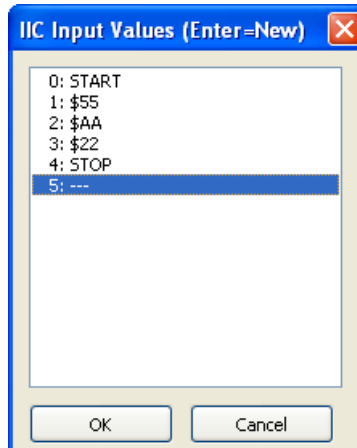 IIC Input Values (Enter=New)
0: START
1: $55
2: $AA
3: $22
4: STOP
5: ---
OK Cancel